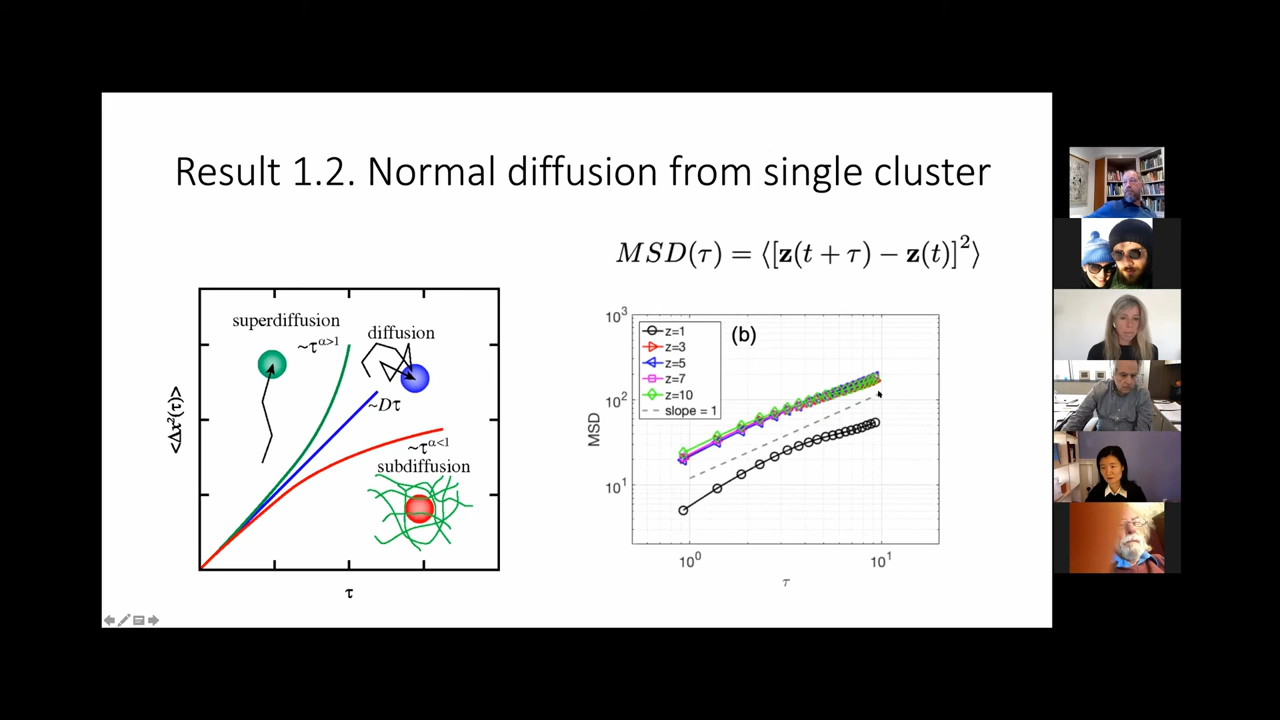 Result 1.2. Normal diffusion from single cluster
MSD(τ) = ⟨[z(t + τ) − z(t)]²⟩
superdiffusion
~τ^α>1
diffusion
~Dτ
~τ^α<1
subdiffusion
<Δx²(τ)>
τ
10³
10²
10¹
MSD
(b)
z=1
z=3
z=5
z=7
z=10
slope = 1
10⁰
10¹
τ